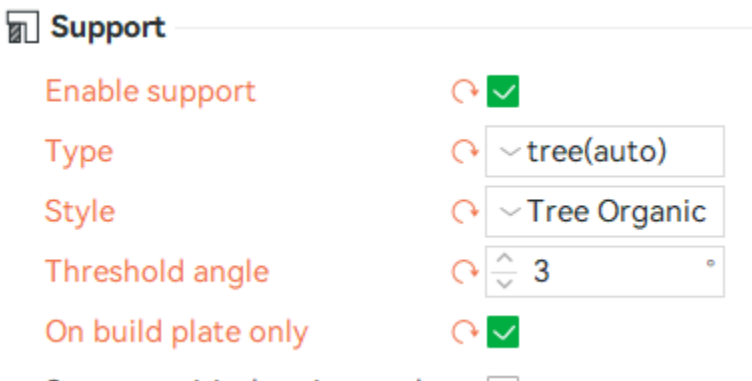 Support
Enable support
Type tree(auto)
Style Tree Organic
Threshold angle 3 °
On build plate only